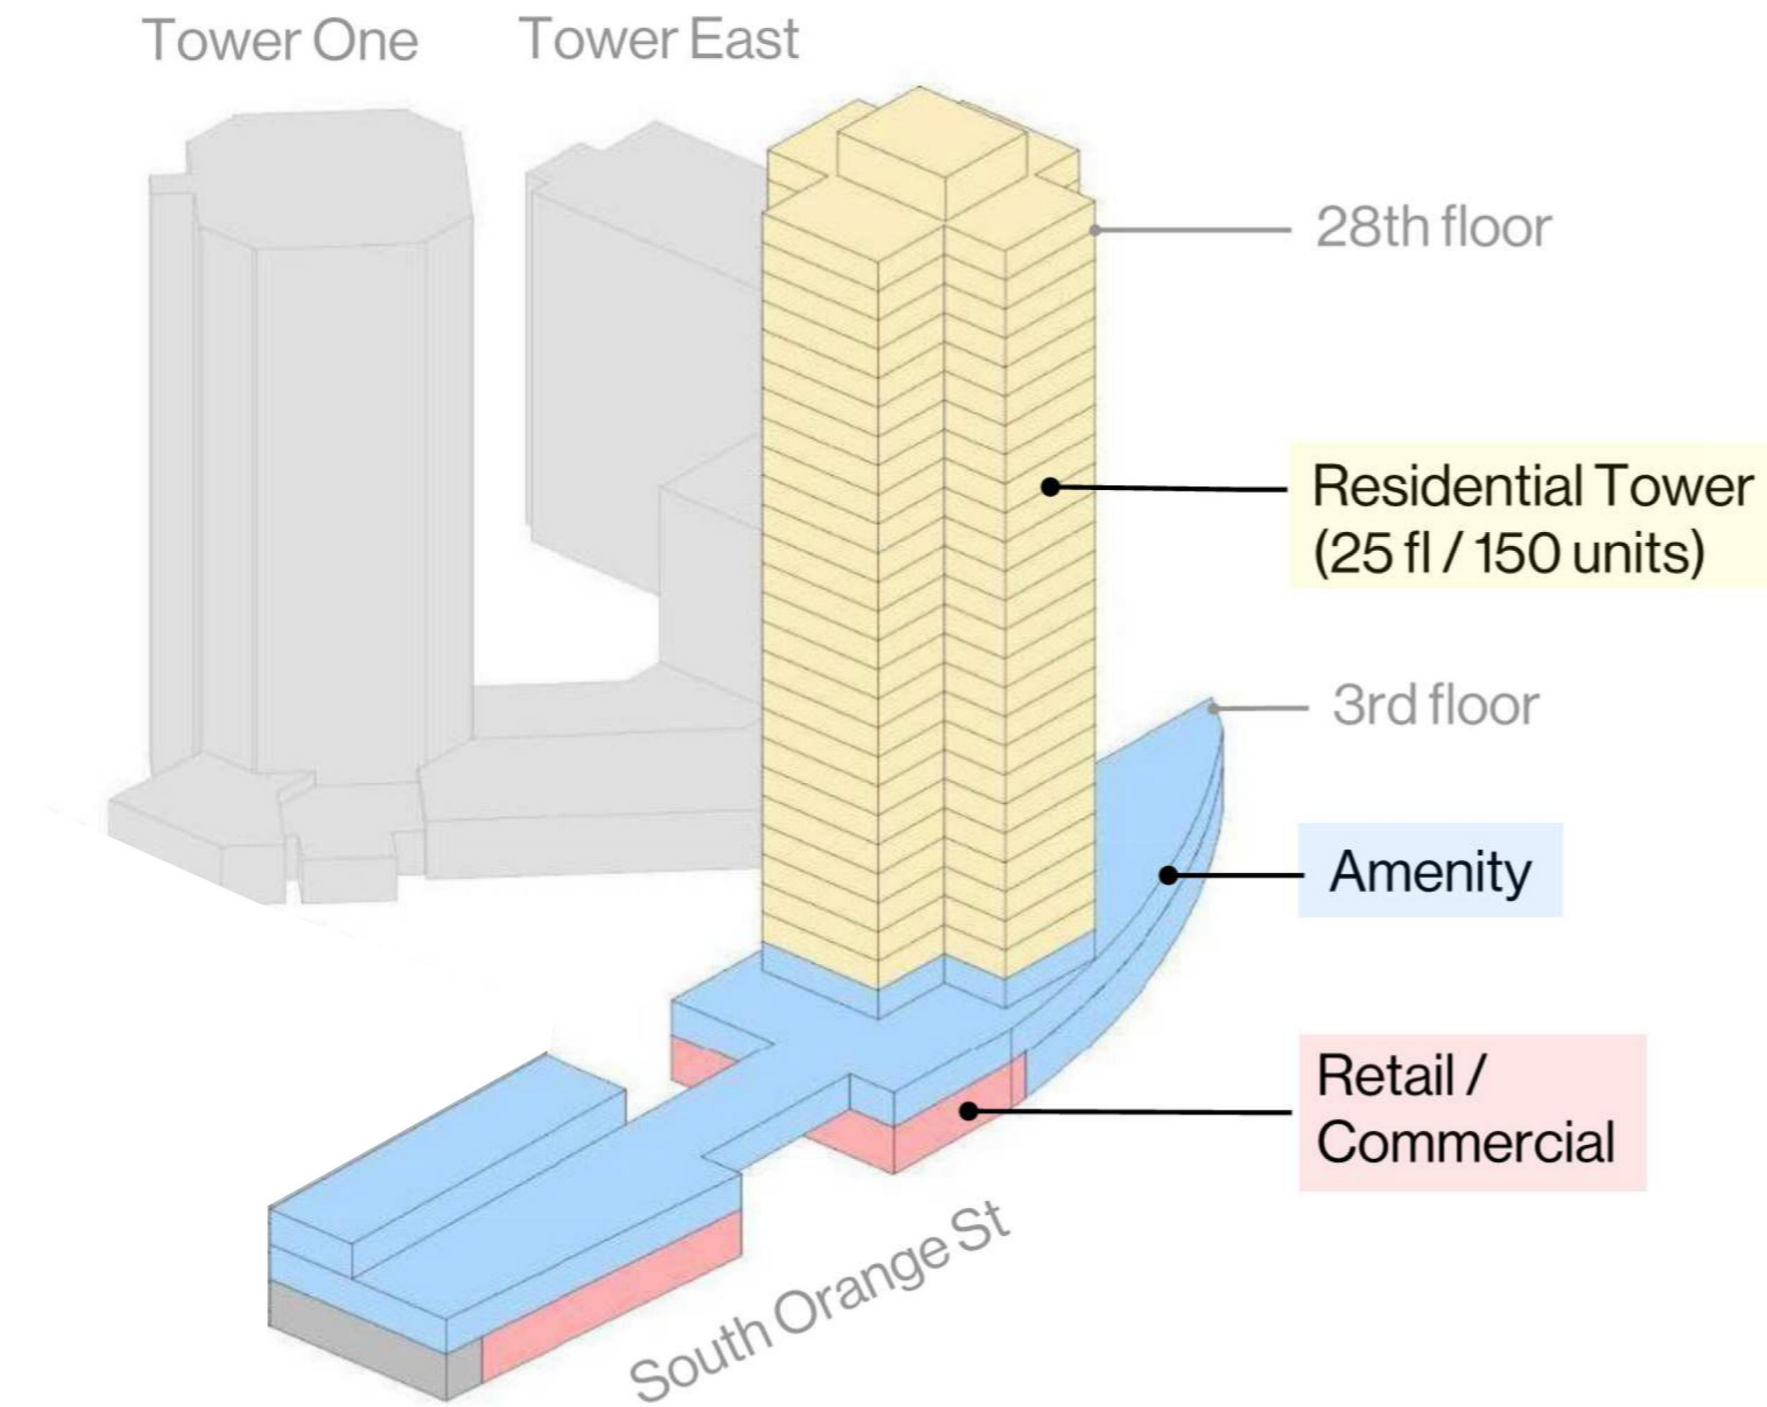 Tower One
Tower East
28th floor
Residential Tower
(25 fl / 150 units)
3rd floor
Amenity
Retail /
Commercial
South Orange St